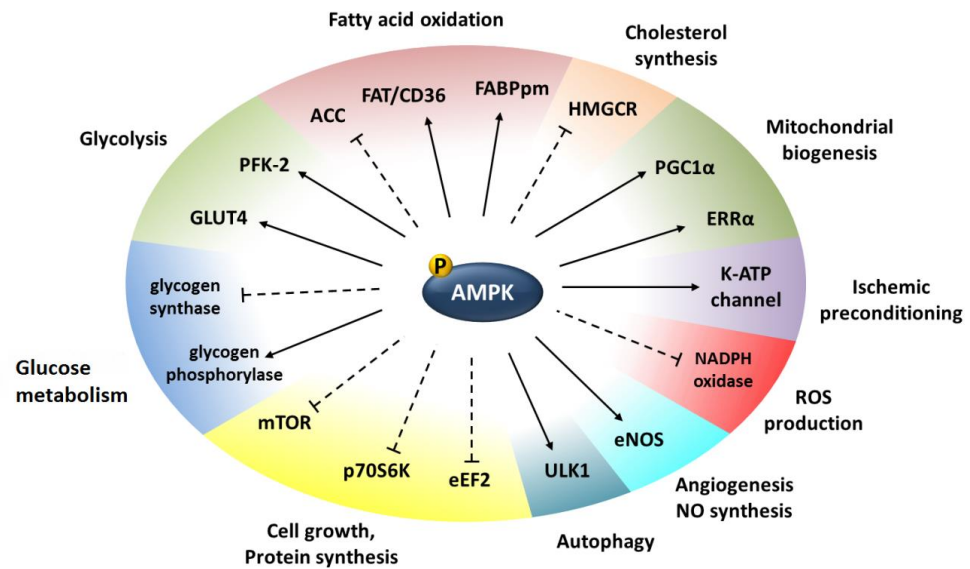 Fatty acid oxidation
Cholesterol
synthesis
Glycolysis
ACC
FAT/CD36
FABPpm
HMGCR
Mitochondrial
biogenesis
PFK-2
PGC1α
GLUT4
ERRα
P
AMPK
glycogen
synthase
K-ATP
channel
Ischemic
preconditioning
glycogen
phosphorylase
NADPH
oxidase
Glucose
metabolism
ROS
production
mTOR
p70S6K
eEF2
ULK1
eNOS
Angiogenesis
NO synthesis
Cell growth,
Protein synthesis
Autophagy